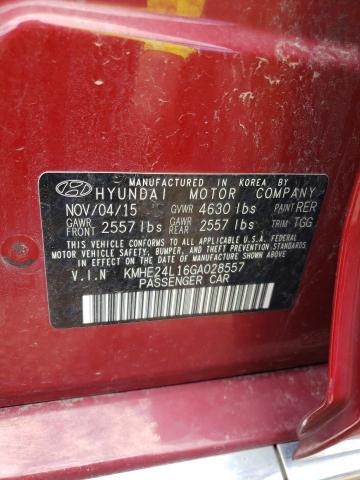 MANUFACTURED IN KOREA BY
HYUNDAI MOTOR COMPANY
NOV/04/15 GVWR 4630 lbs PAINT RER
GAWR FRONT 2557 lbs GAWR REAR 2557 lbs TRIM TGG
THIS VEHICLE CONFORMS TO ALL APPLICABLE U.S.A. FEDERAL
MOTOR VEHICLE SAFETY, BUMPER, AND THEFT PREVENTION STANDARDS
IN EFFECT ON THE DATE OF MANUFACTURE SHOWN ABOVE.
V.I.N KMHE24L16GA028557
PASSENGER CAR